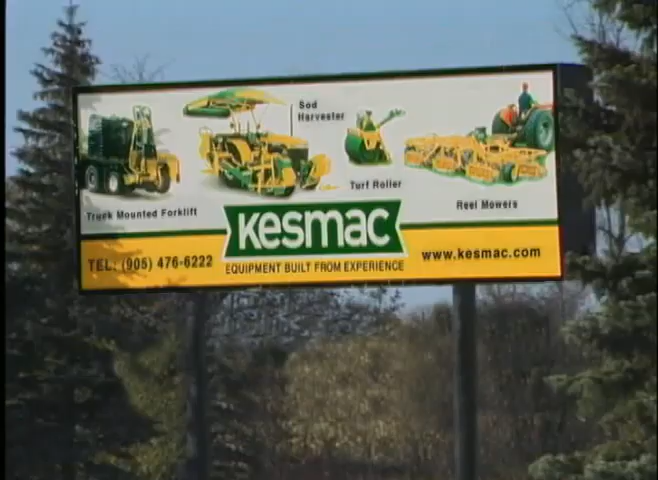 Sod
Harvester
Truck Mounted Forklift
Turf Roller
Reel Mowers
Kesmac
TEL: (905) 476-6222
EQUIPMENT BUILT FROM EXPERIENCE
www.kesmac.com